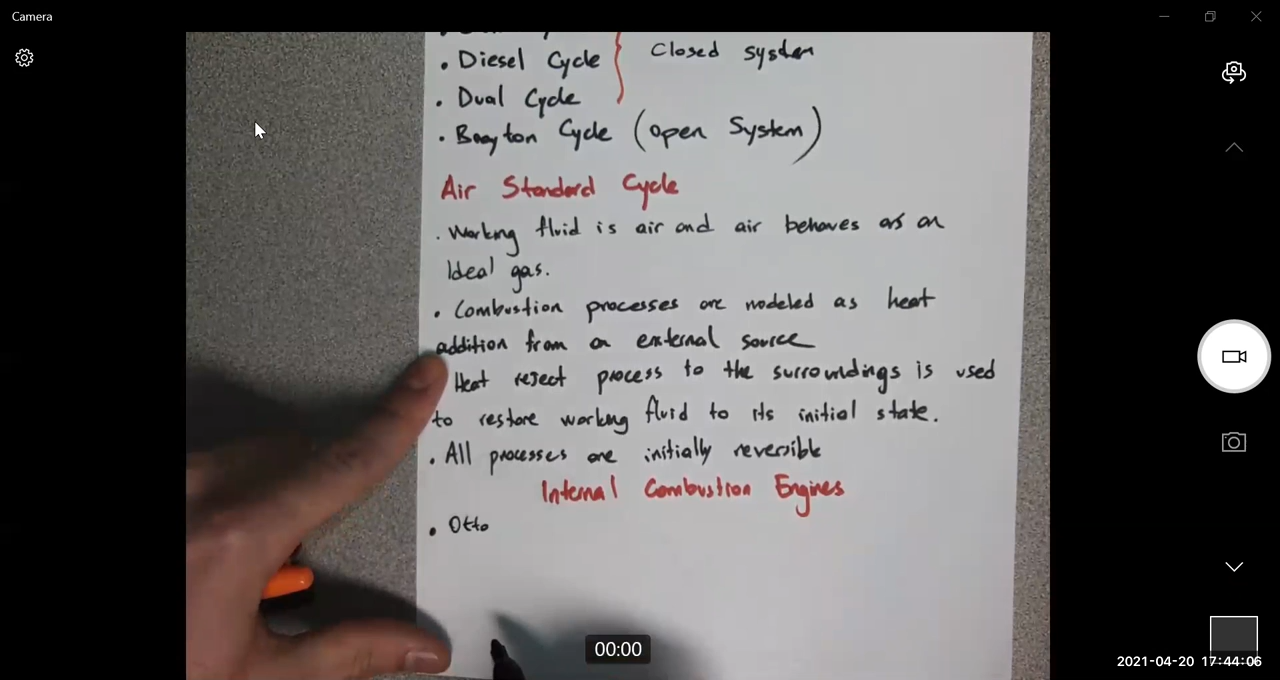 Camera
• Diesel Cycle
Closed system
• Dual Cycle
• Brayton Cycle (open System)
Air Standard Cycle
. Working fluid is air and air behaves as an
Ideal gas.
• Combustion processes are modeled as heat
addition from an external source
Heat reject process to the surroundings is used
to restore working fluid to its initial state.
. All processes are initially reversible
Internal Combustion Engines
• Otto
00:00
2021-04-20 17:44:06